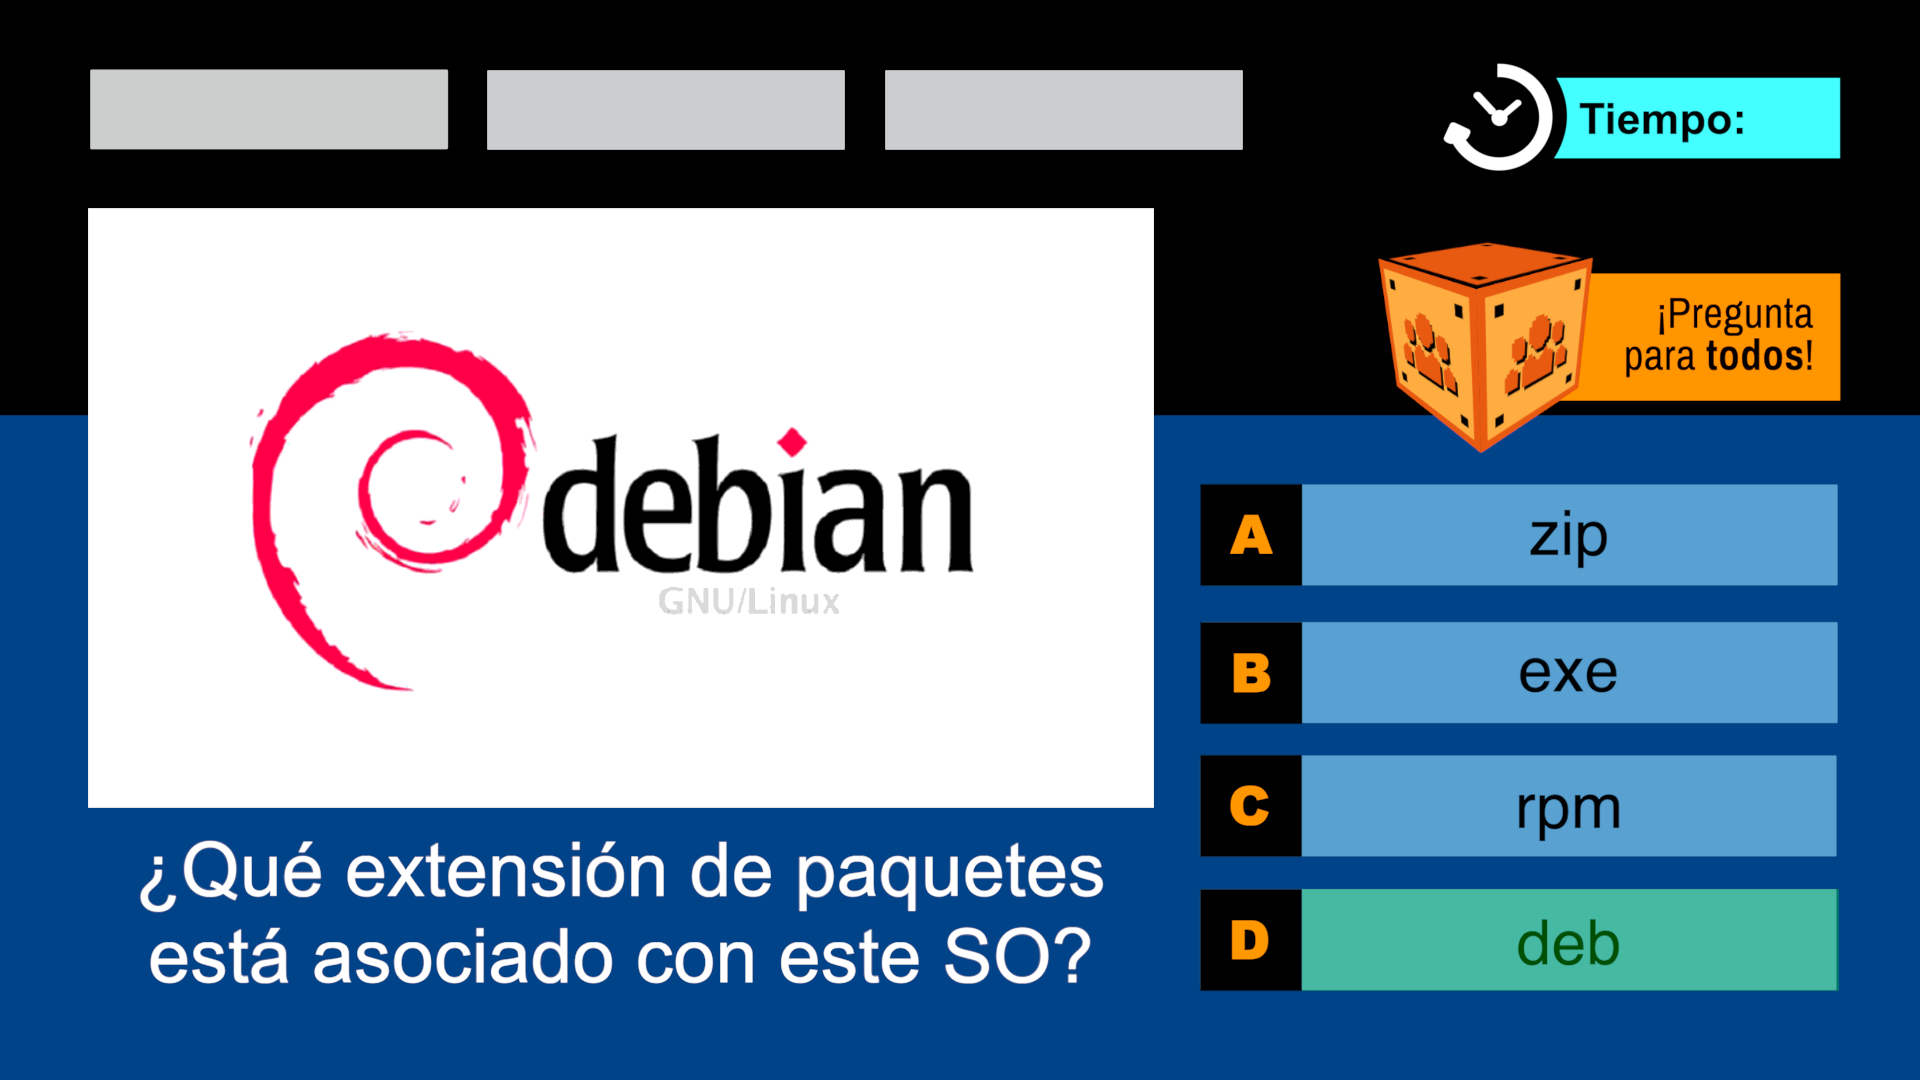 Tiempo:
¡Pregunta
para todos!
debian
GNU/Linux
¿Qué extensión de paquetes
está asociado con este SO?
A zip
B exe
C rpm
D deb